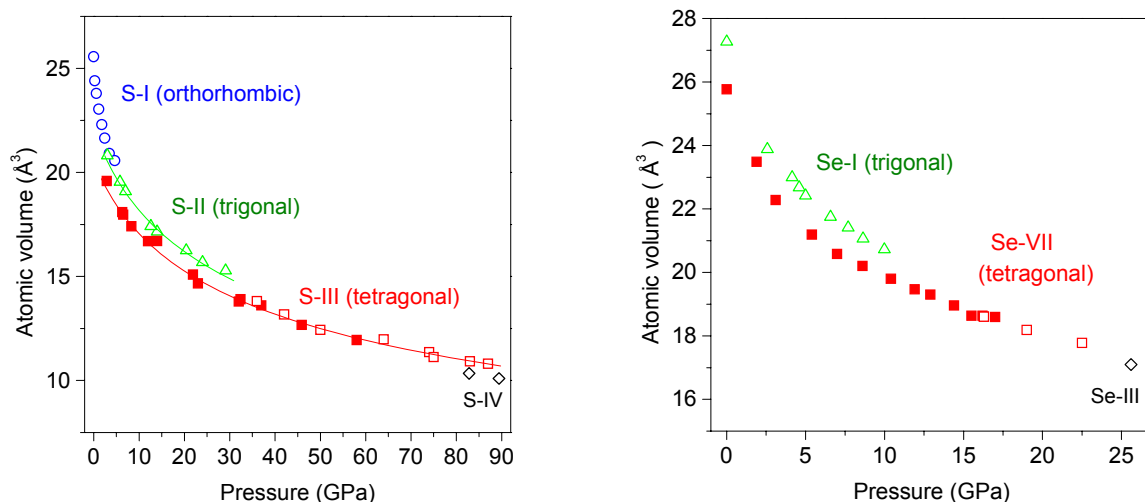 25
20
15
10
0
10
20
30
40
50
60
70
80
90
Atomic volume (Å³)
Pressure (GPa)
S-I (orthorhombic)
S-II (trigonal)
S-III (tetragonal)
S-IV
28
26
24
22
20
18
16
0
5
10
15
20
25
Atomic volume ( Å³)
Pressure (GPa)
Se-I (trigonal)
Se-VII
(tetragonal)
Se-III